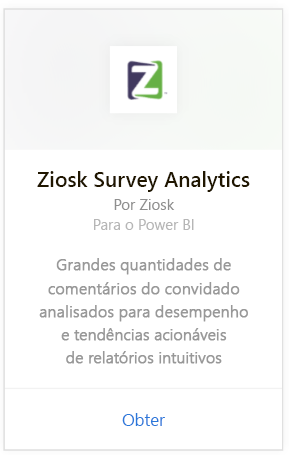 Z
Ziosk Survey Analytics
Por Ziosk
Para o Power BI
Grandes quantidades de
comentários do convidado
analisados para desempenho
e tendências acionáveis
de relatórios intuitivos
Obter